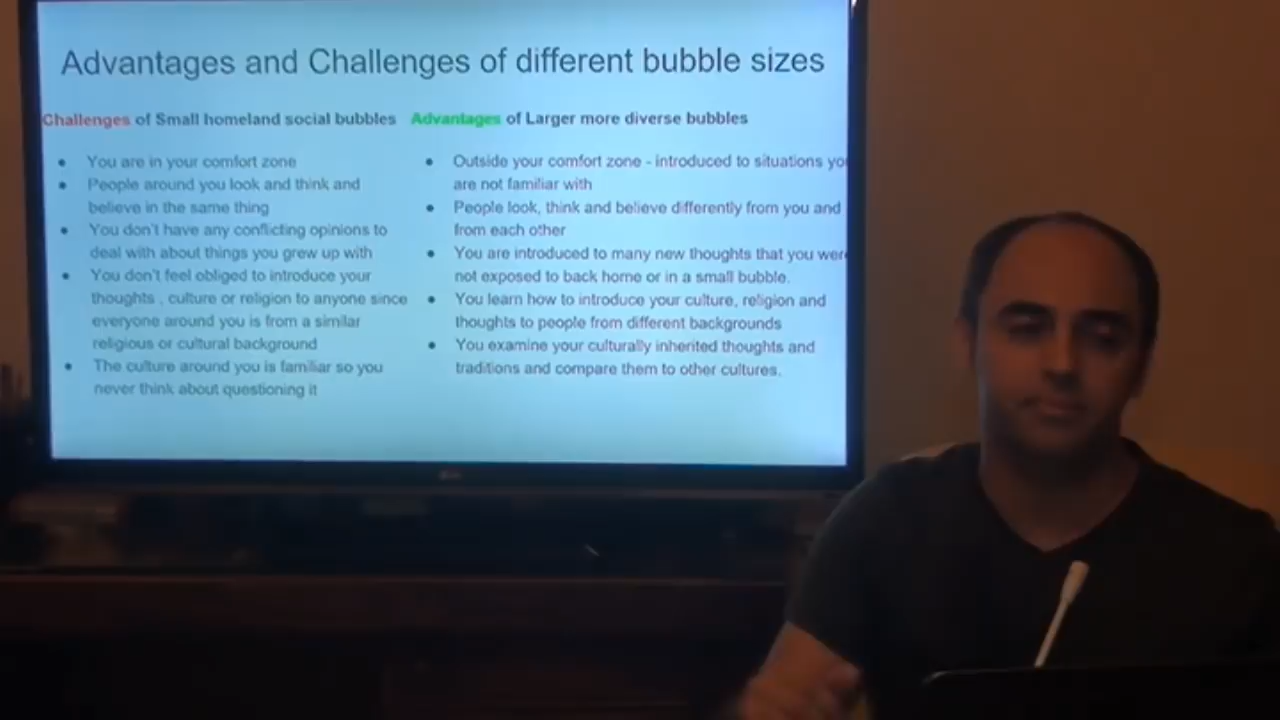 Advantages and Challenges of different bubble sizes
Challenges of Small homeland social bubbles
You are in your comfort zone
People around you look and think and
believe in the same thing
You don't have any conflicting opinions to
deal with about things you grew up with
You don't feel obliged to introduce your
thoughts , culture or religion to anyone since
everyone around you is from a similar
religious or cultural background
The culture around you is familiar so you
never think about questioning it
Advantages of Larger more diverse bubbles
Outside your comfort zone - introduced to situations you
are not familiar with
People look, think and believe differently from you and
from each other
You are introduced to many new thoughts that you were
not exposed to back home or in a small bubble.
You learn how to introduce your culture, religion and
thoughts to people from different backgrounds
You examine your culturally inherited thoughts and
traditions and compare them to other cultures.